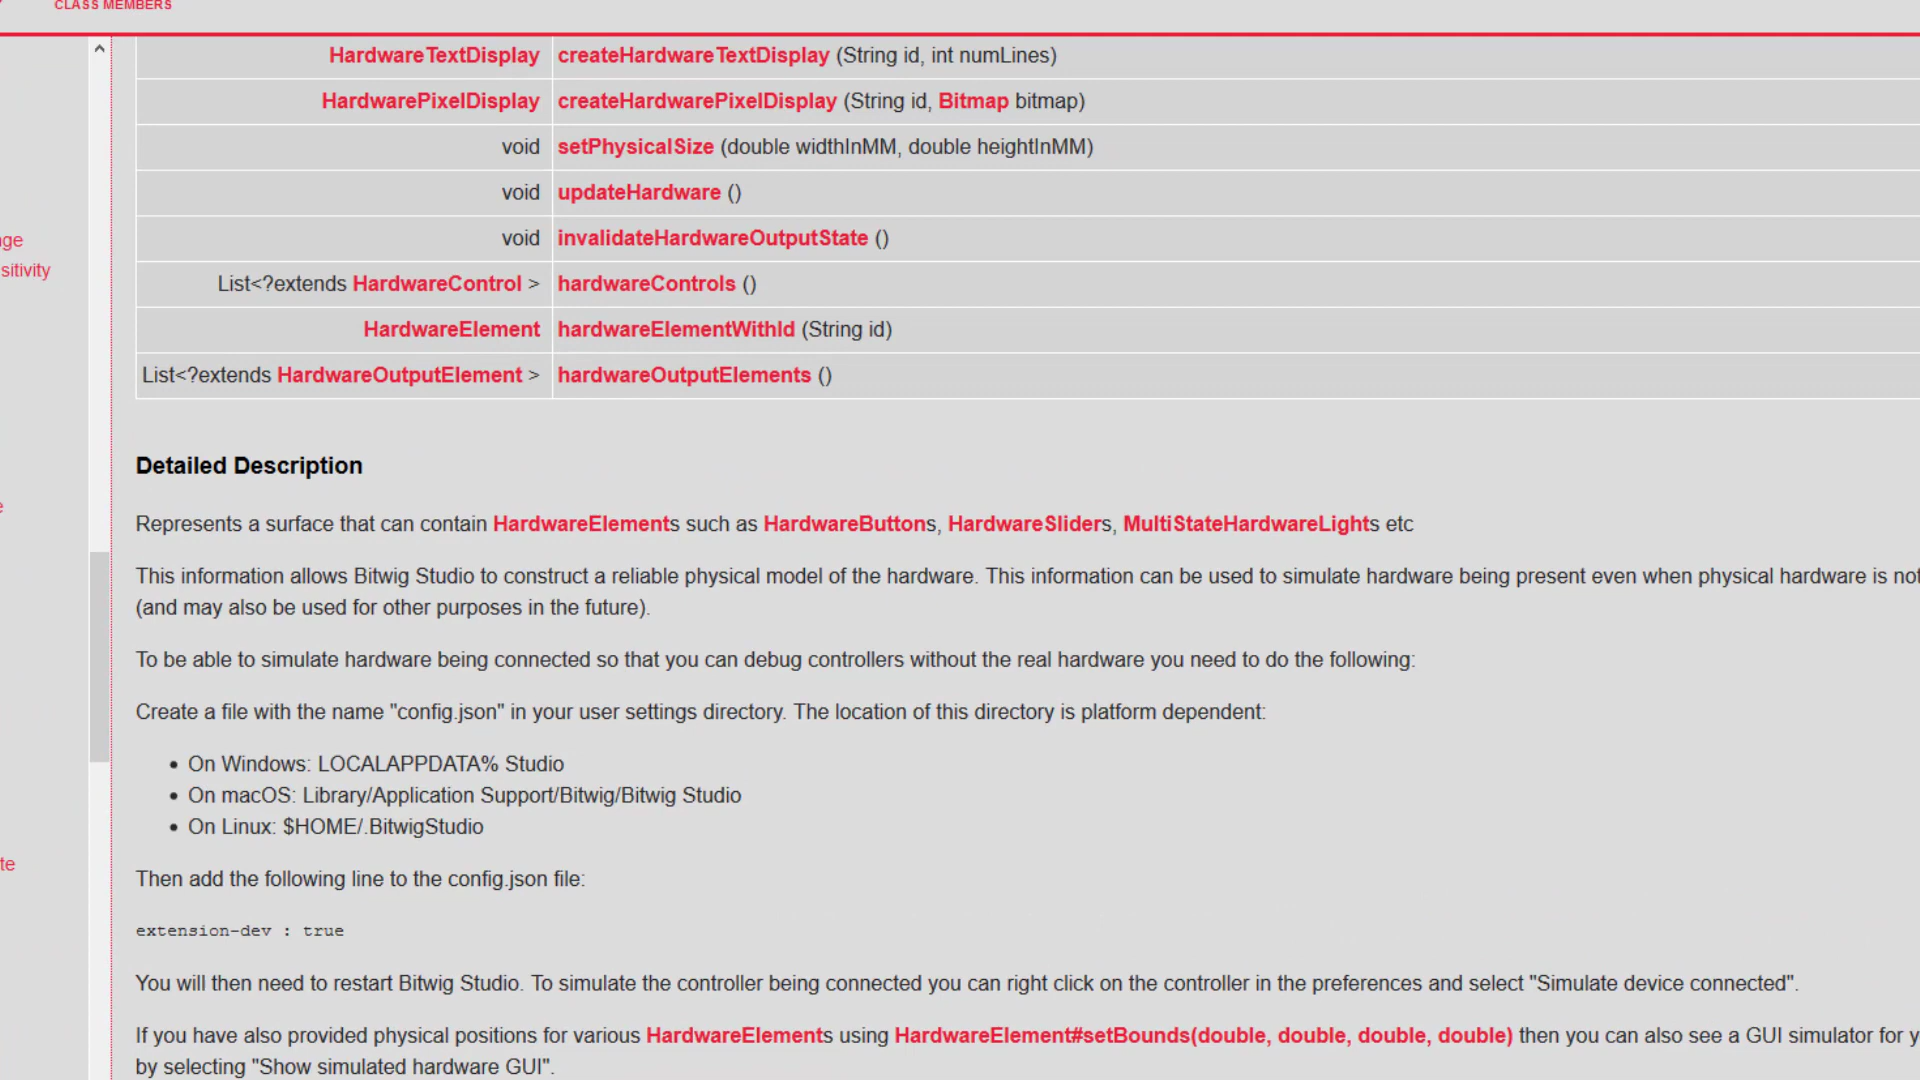 CLASS MEMBERS
HardwareTextDisplay createHardwareTextDisplay (String id, int numLines)
HardwarePixelDisplay createHardwarePixelDisplay (String id, Bitmap bitmap)
void setPhysicalSize (double widthInMM, double heightInMM)
void updateHardware ()
void invalidateHardwareOutputState ()
List<?extends HardwareControl > hardwareControls ()
HardwareElement hardwareElementWithId (String id)
List<?extends HardwareOutputElement > hardwareOutputElements ()
Detailed Description
Represents a surface that can contain HardwareElements such as HardwareButtons, HardwareSliders, MultiStateHardwareLights etc
This information allows Bitwig Studio to construct a reliable physical model of the hardware. This information can be used to simulate hardware being present even when physical hardware is not
(and may also be used for other purposes in the future).
To be able to simulate hardware being connected so that you can debug controllers without the real hardware you need to do the following:
Create a file with the name "config.json" in your user settings directory. The location of this directory is platform dependent:
• On Windows: LOCALAPPDATA% Studio
• On macOS: Library/Application Support/Bitwig/Bitwig Studio
• On Linux: $HOME/.BitwigStudio
Then add the following line to the config.json file:
extension-dev : true
You will then need to restart Bitwig Studio. To simulate the controller being connected you can right click on the controller in the preferences and select "Simulate device connected".
If you have also provided physical positions for various HardwareElements using HardwareElement#setBounds(double, double, double, double) then you can also see a GUI simulator for y
by selecting "Show simulated hardware GUI".